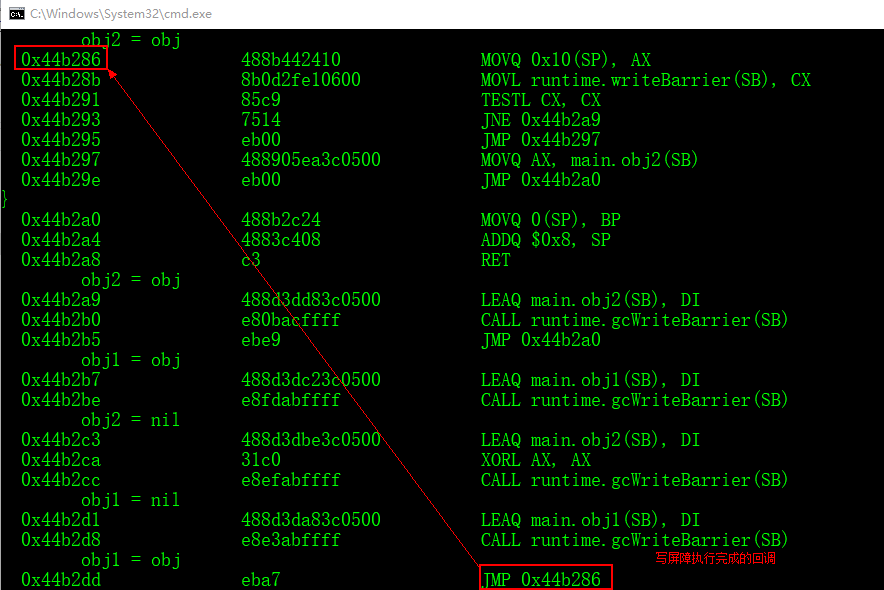 C:\Windows\System32\cmd.exe
obj2 = obj
0x44b286 488b442410 MOVQ 0x10(SP), AX
0x44b28b 8b0d2fe10600 MOVL runtime.writeBarrier(SB), CX
0x44b291 85c9 TESTL CX, CX
0x44b293 7514 JNE 0x44b2a9
0x44b295 eb00 JMP 0x44b297
0x44b297 488905ea3c0500 MOVQ AX, main.obj2(SB)
0x44b29e eb00 JMP 0x44b2a0
}
0x44b2a0 488b2c24 MOVQ 0(SP), BP
0x44b2a4 4883c408 ADDQ $0x8, SP
0x44b2a8 c3 RET
obj2 = obj
0x44b2a9 488d3dd83c0500 LEAQ main.obj2(SB), DI
0x44b2b0 e80bacffff CALL runtime.gcWriteBarrier(SB)
0x44b2b5 ebe9 JMP 0x44b2a0
obj1 = obj
0x44b2b7 488d3dc23c0500 LEAQ main.obj1(SB), DI
0x44b2be e8fdabffff CALL runtime.gcWriteBarrier(SB)
obj2 = nil
0x44b2c3 488d3dbe3c0500 LEAQ main.obj2(SB), DI
0x44b2ca 31c0 XORL AX, AX
0x44b2cc e8efabffff CALL runtime.gcWriteBarrier(SB)
obj1 = nil
0x44b2d1 488d3da83c0500 LEAQ main.obj1(SB), DI
0x44b2d8 e8e3abffff CALL runtime.gcWriteBarrier(SB)
写屏障执行完成的回调
obj1 = obj
0x44b2dd eba7 JMP 0x44b286